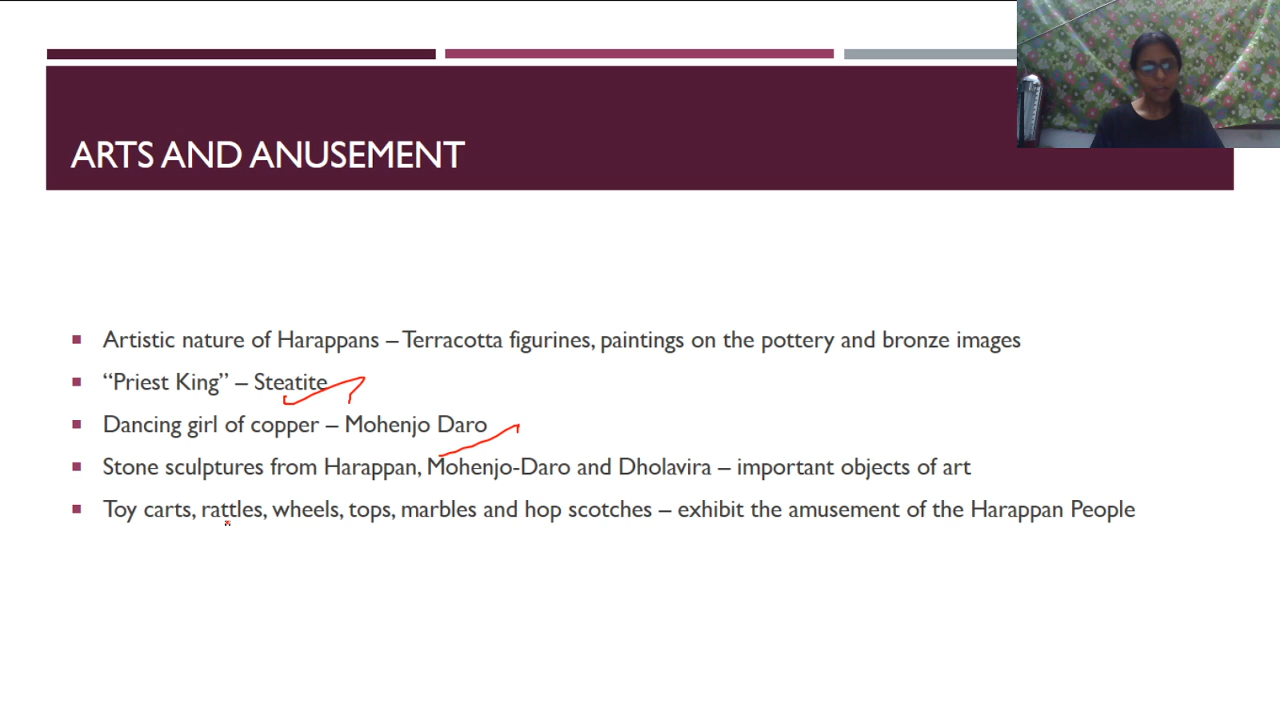 ARTS AND ANUSEMENT
Artistic nature of Harappans – Terracotta figurines, paintings on the pottery and bronze images
“Priest King” – Steatite
Dancing girl of copper – Mohenjo Daro
Stone sculptures from Harappan, Mohenjo-Daro and Dholavira – important objects of art
Toy carts, rattles, wheels, tops, marbles and hop scotches – exhibit the amusement of the Harappan People